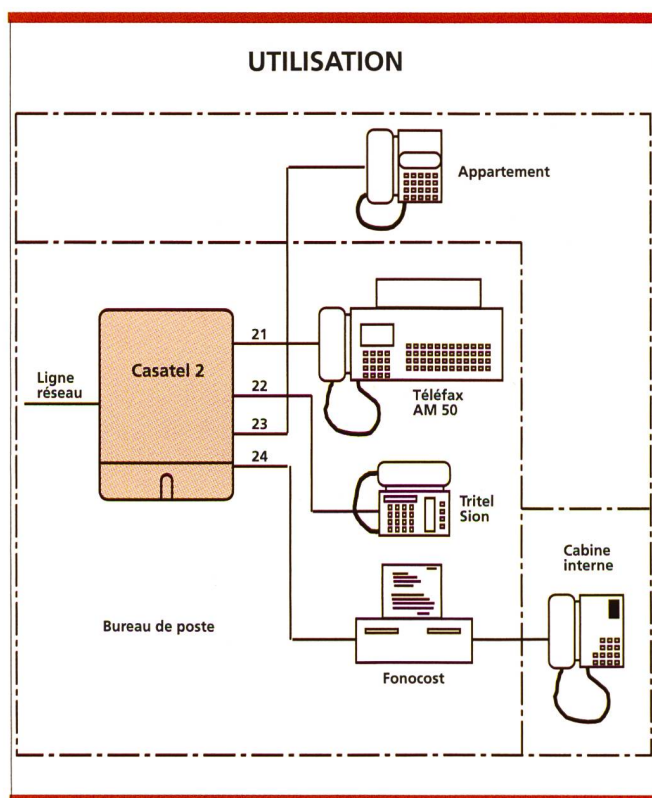 UTILISATION
Appartement
21
Casatel 2
Ligne
réseau
22
Téléfax
AM 50
23
24
Tritel
Sion
Cabine
interne
Bureau de poste
Fonocost